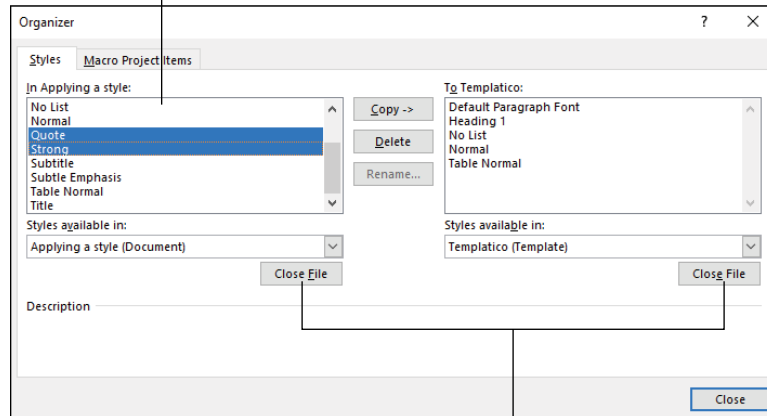 Organizer
?
Styles Macro Project Items
In Applying a style:
No List
Normal
Quote
Strong
Subtitle
Subtle Emphasis
Table Normal
Title
Styles available in:
Applying a style (Document)
Close File
Copy ->
Delete
Rename...
To Templatico:
Default Paragraph Font
Heading 1
No List
Normal
Table Normal
Styles available in:
Templatico (Template)
Close File
Description
Close